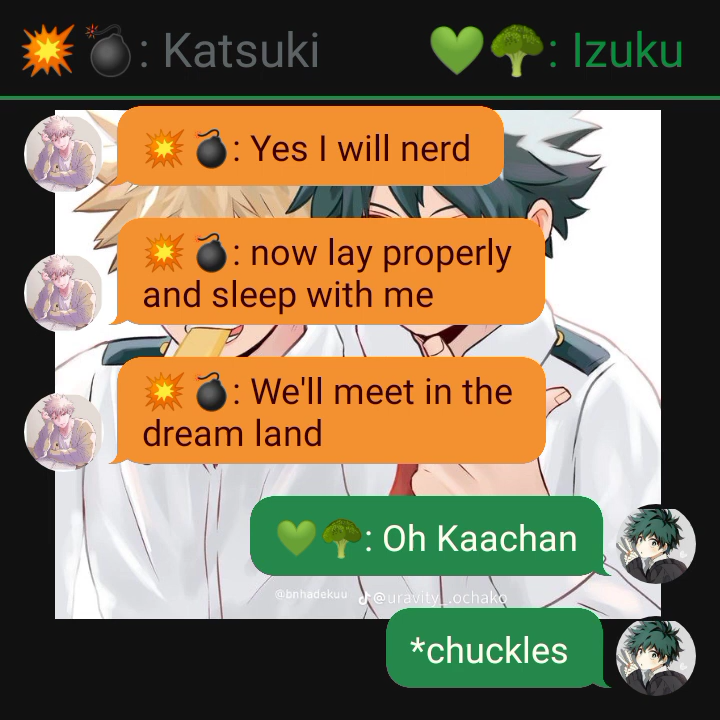 💥💣: Katsuki
💚🥦: Izuku
💥💣: Yes I will nerd
💥💣: now lay properly
and sleep with me
💥💣: We'll meet in the
dream land
💚🥦: Oh Kaachan
@bnhadekuu
@uravity_.ochako
*chuckles